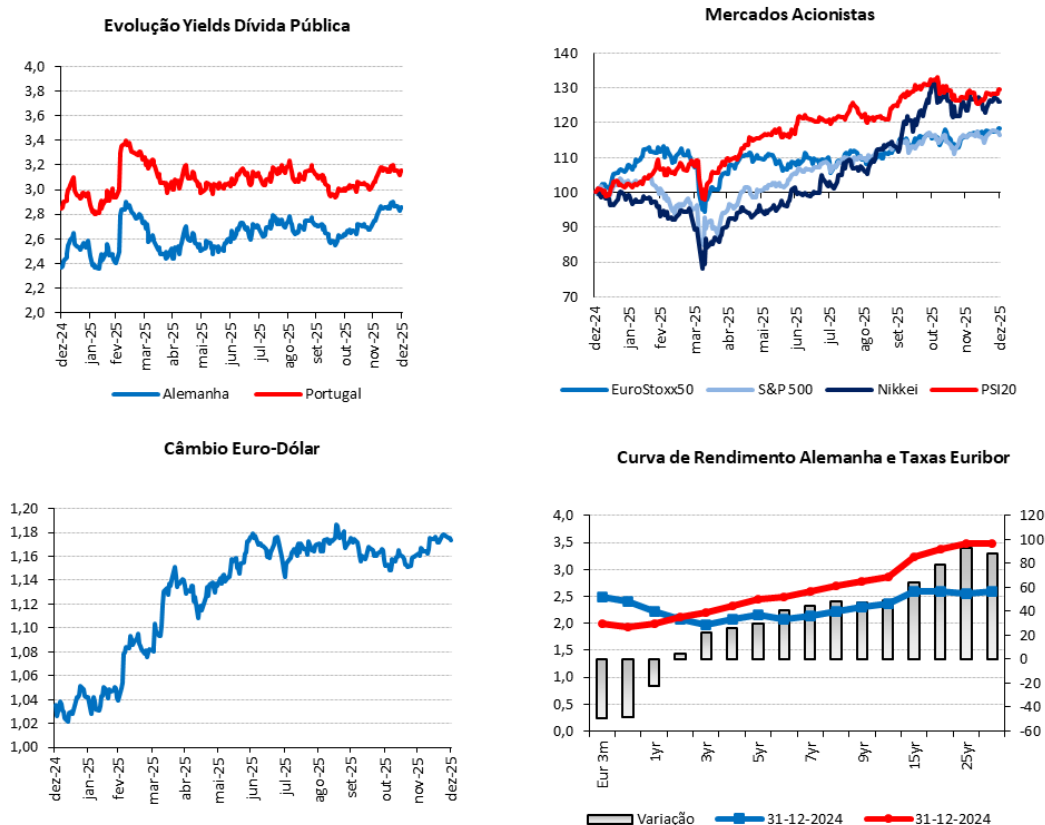 Evolução Yields Dívida Pública
4,0
3,8
3,6
3,4
3,2
3,0
2,8
2,6
2,4
2,2
2,0
dez-24
jan-25
fev-25
mar-25
abr-25
mai-25
jun-25
jul-25
ago-25
set-25
out-25
nov-25
dez-25
Alemanha Portugal
Mercados Acionistas
140
130
120
110
100
90
80
70
dez-24
jan-25
fev-25
mar-25
abr-25
mai-25
jun-25
jul-25
ago-25
set-25
out-25
nov-25
dez-25
EuroStoxx50 S&P 500 Nikkei PSI20
Câmbio Euro-Dólar
1,20
1,18
1,16
1,14
1,12
1,10
1,08
1,06
1,04
1,02
1,00
dez-24
jan-25
fev-25
mar-25
abr-25
mai-25
jun-25
jul-25
ago-25
set-25
out-25
nov-25
dez-25
Curva de Rendimento Alemanha e Taxas Euribor
4,0
3,5
3,0
2,5
2,0
1,5
1,0
0,5
0,0
120
100
80
60
40
20
0
-20
-40
-60
Eur 3m
1yr
3yr
5yr
7yr
9yr
15yr
25yr
Variação 31-12-2024 31-12-2024